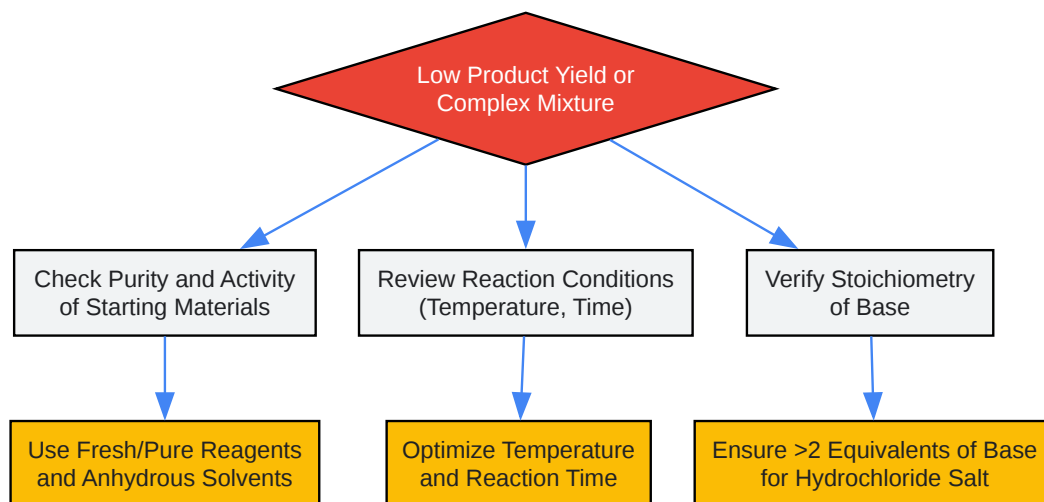 Low Product Yield or
Complex Mixture
Check Purity and Activity
of Starting Materials
Review Reaction Conditions
(Temperature, Time)
Verify Stoichiometry
of Base
Use Fresh/Pure Reagents
and Anhydrous Solvents
Optimize Temperature
and Reaction Time
Ensure >2 Equivalents of Base
for Hydrochloride Salt